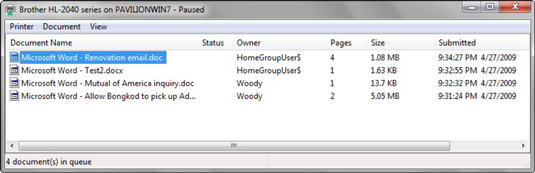 Brother HL-2040 series on PAVILIONWIN7 - Paused
Printer Document View
Document Name Status Owner Pages Size Submitted
Microsoft Word - Renovation email.doc HomeGroupUser$ 4 1.08 MB 9:34:27 PM 4/27/2009
Microsoft Word - Test2.docx HomeGroupUser$ 1 1.63 KB 9:32:55 PM 4/27/2009
Microsoft Word - Mutual of America inquiry.doc Woody 1 13.7 KB 9:32:32 PM 4/27/2009
Microsoft Word - Allow Bongkod to pick up Ad... Woody 2 5.05 MB 9:31:24 PM 4/27/2009
4 document(s) in queue